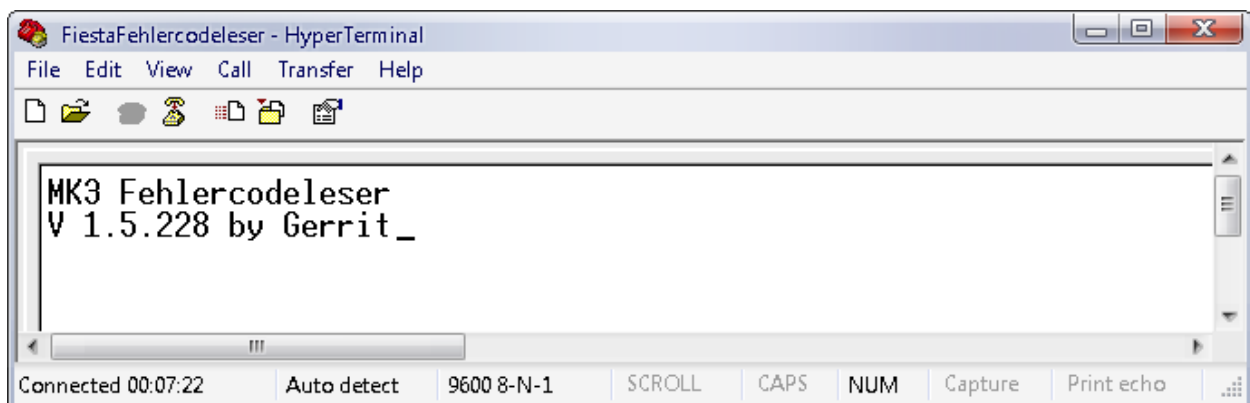 FiestaFehlercodeleser - HyperTerminal
File Edit View Call Transfer Help
MK3 Fehlercodeleser
V 1.5.228 by Gerrit_
Connected 00:07:22 Auto detect 9600 8-N-1 SCROLL CAPS NUM Capture Print echo